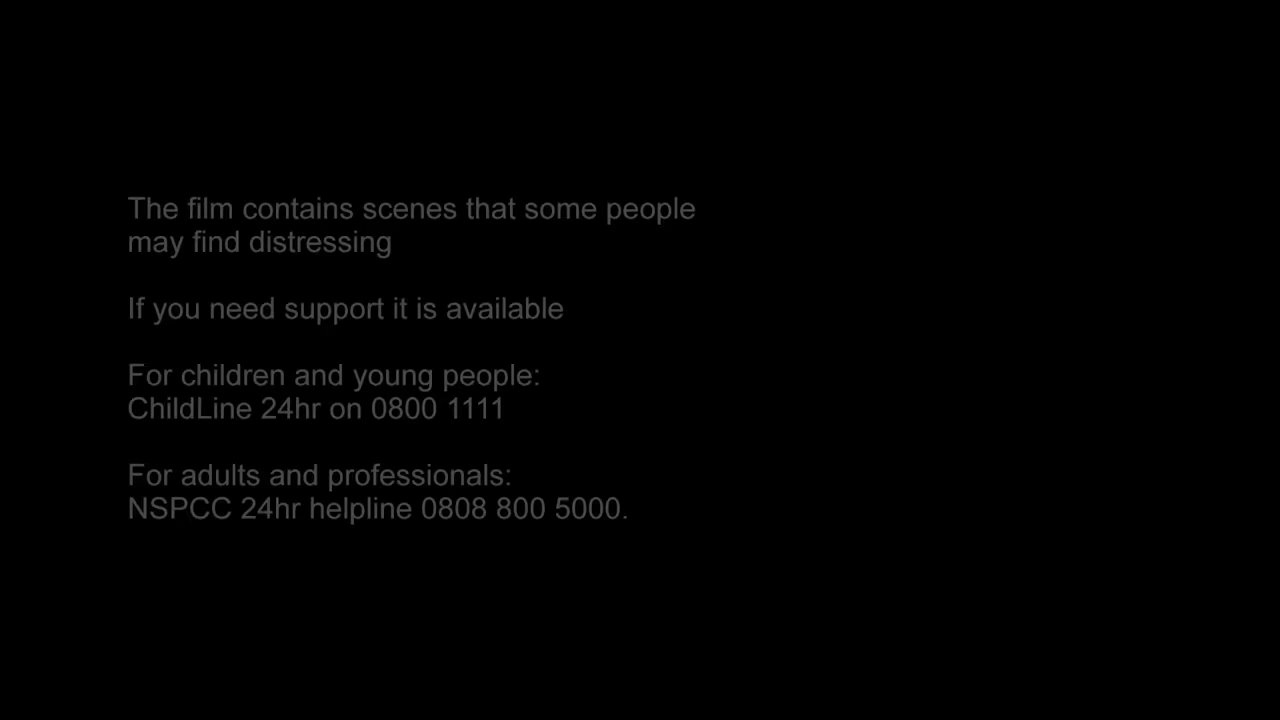 The film contains scenes that some people
may find distressing
If you need support it is available
For children and young people:
ChildLine 24hr on 0800 1111
For adults and professionals:
NSPCC 24hr helpline 0808 800 5000.